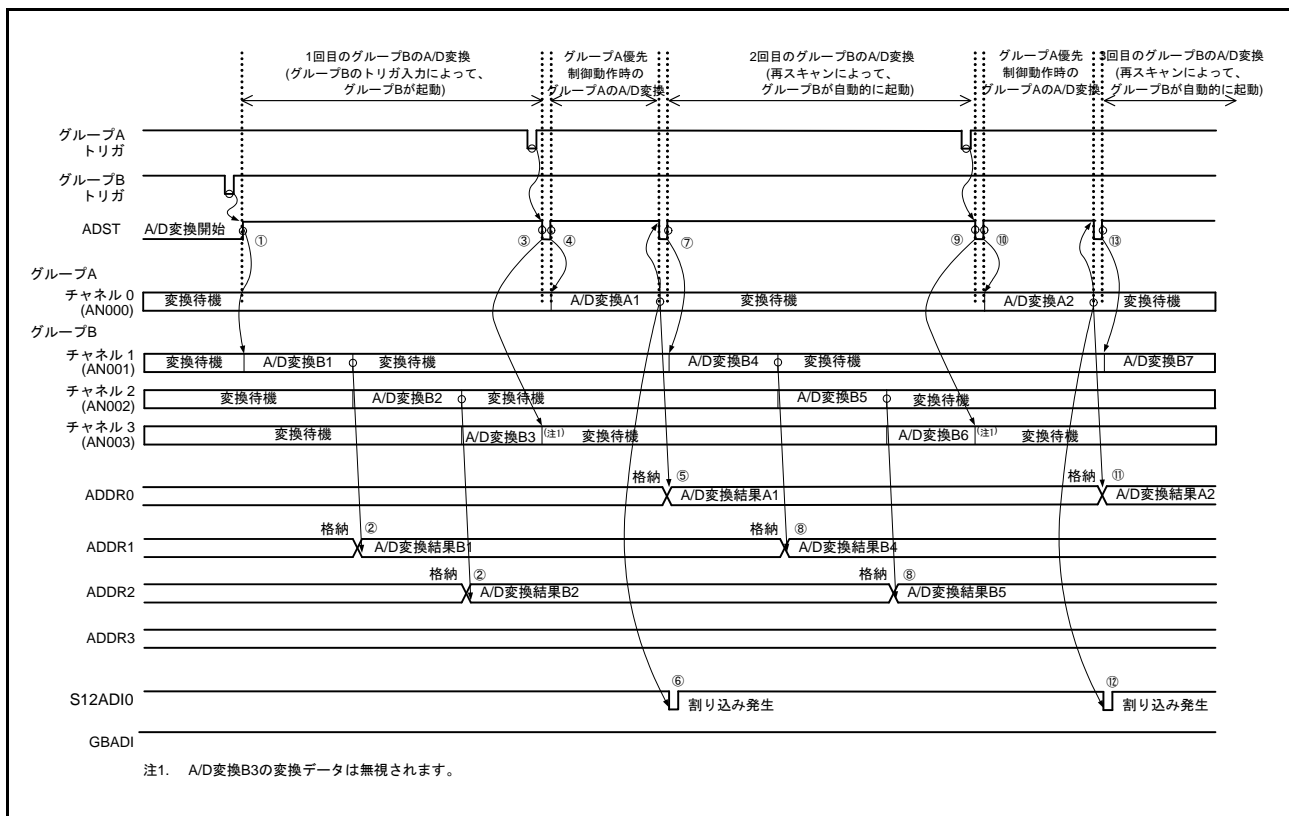 1回目のグループBのA/D変換
(グループBのトリガ入力によって、
グループBが起動)
グループA優先
制御動作時の
グループAのA/D変換
2回目のグループBのA/D変換
(再スキャンによって、
グループBが自動的に起動)
グループA優先
制御動作時の
グループAのA/D変換
3回目のグループBのA/D変換
(再スキャンによって、
グループBが自動的に起動)
グループA
トリガ
グループB
トリガ
ADST
A/D変換開始
①
③
④
⑦
⑨
⑩
⑬
グループA
チャネル 0
(AN000)
変換待機
A/D変換A1
変換待機
A/D変換A2
変換待機
グループB
チャネル 1
(AN001)
変換待機
A/D変換B1
変換待機
A/D変換B4
変換待機
A/D変換B7
チャネル 2
(AN002)
変換待機
A/D変換B2
変換待機
A/D変換B5
変換待機
チャネル 3
(AN003)
変換待機
A/D変換B3
(注1)
変換待機
A/D変換B6
(注1)
変換待機
ADDR0
格納
⑤
A/D変換結果A1
格納
⑪
A/D変換結果A2
ADDR1
格納
②
A/D変換結果B1
格納
⑧
A/D変換結果B4
ADDR2
格納
②
A/D変換結果B2
格納
⑧
A/D変換結果B5
ADDR3
S12ADI0
⑥
割り込み発生
⑫
割り込み発生
GBADI
注1. A/D変換B3の変換データは無視されます。